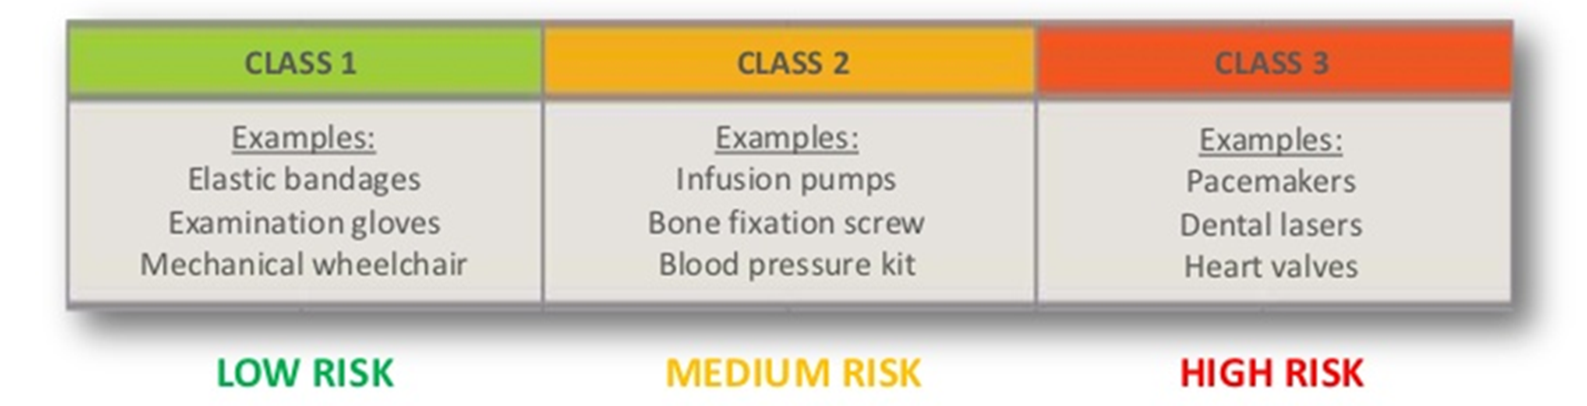 CLASS 1
CLASS 2
CLASS 3
Examples:
Elastic bandages
Examination gloves
Mechanical wheelchair
Examples:
Infusion pumps
Bone fixation screw
Blood pressure kit
Examples:
Pacemakers
Dental lasers
Heart valves
LOW RISK
MEDIUM RISK
HIGH RISK